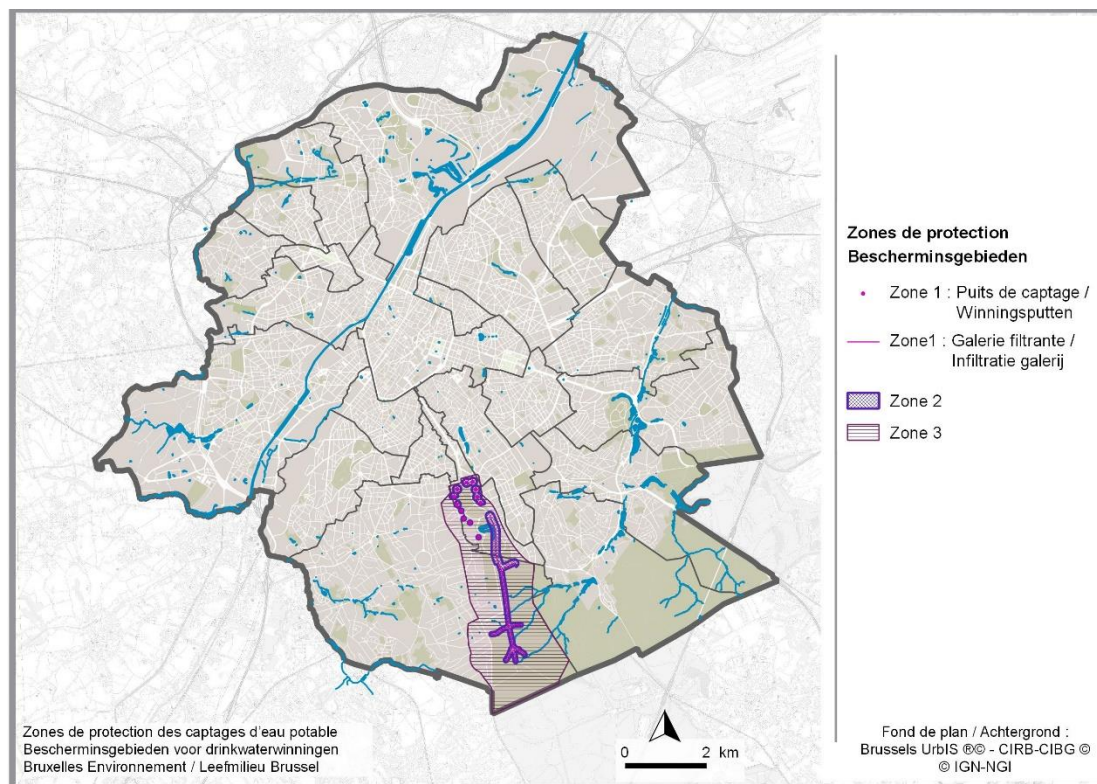 Zones de protection
Bescherminsgebieden
Zone 1 : Puits de captage /
Winningsputten
Zone1 : Galerie filtrante /
Infiltratie galerij
Zone 2
Zone 3
Zones de protection des captages d'eau potable
Bescherminsgebieden voor drinkwaterwinningen
Bruxelles Environnement / Leefmilieu Brussel
0 2 km
Fond de plan / Achtergrond :
Brussels UrbIS ®© - CIRB-CIBG ©
© IGN-NGI